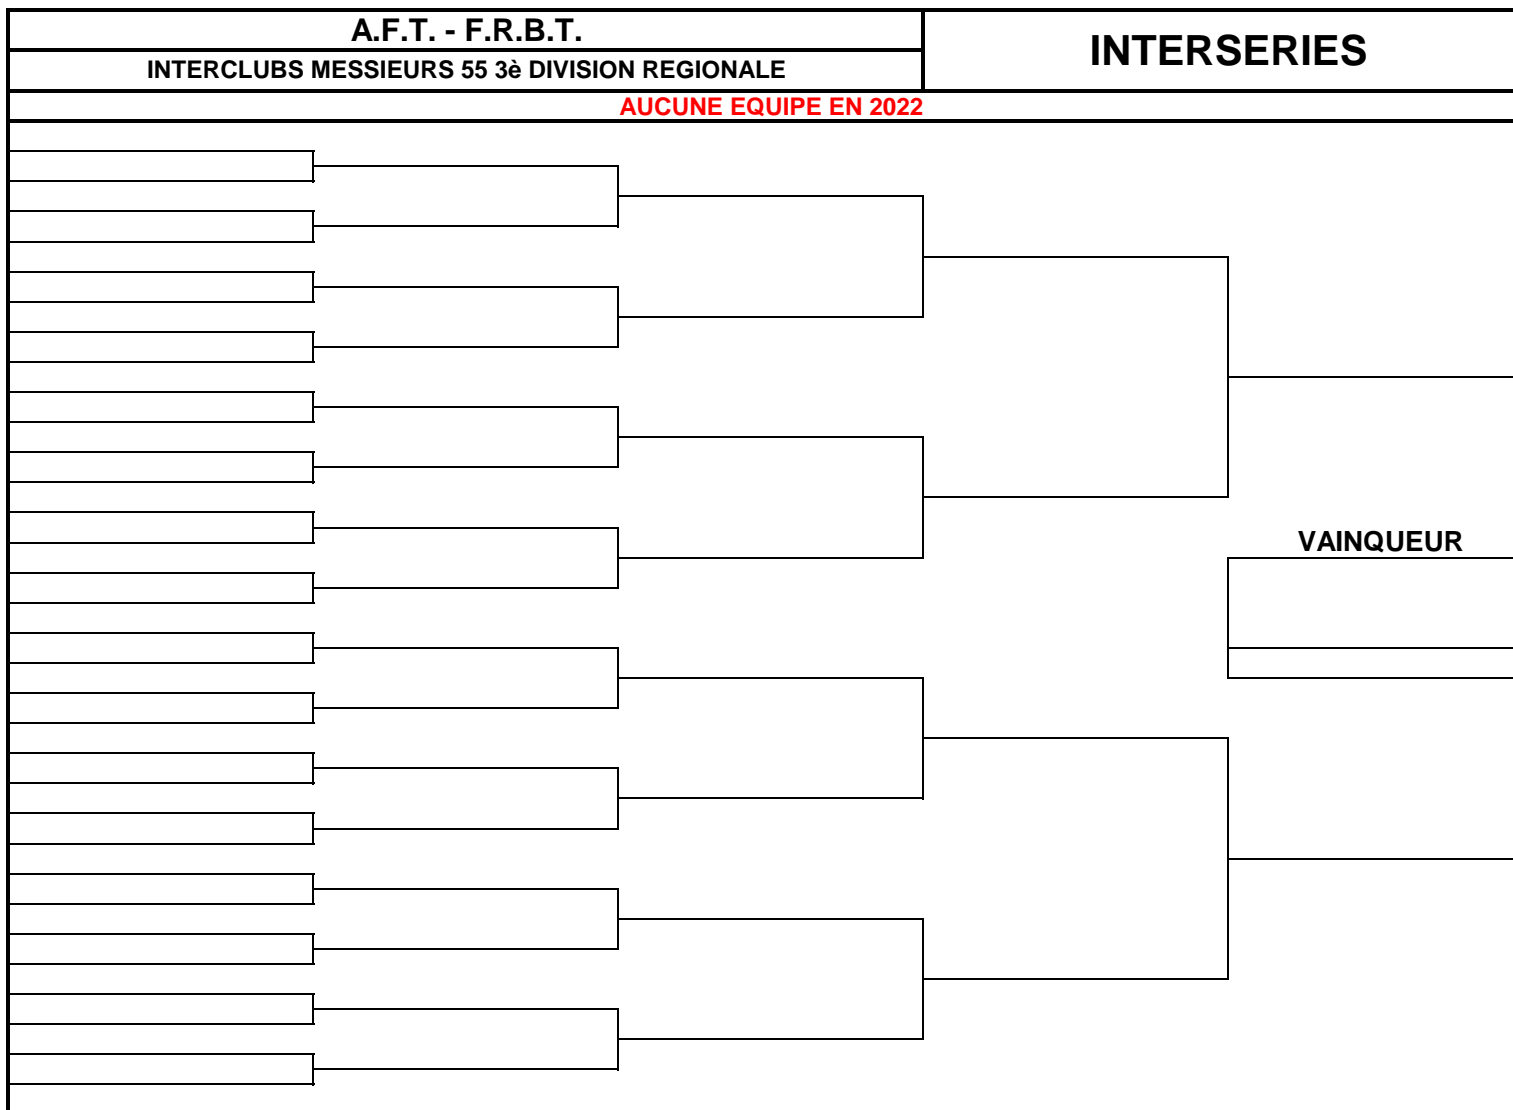 A.F.T. - F.R.B.T.
INTERSERIES
INTERCLUBS MESSIEURS 55 3è DIVISION REGIONALE
AUCUNE EQUIPE EN 2022
VAINQUEUR